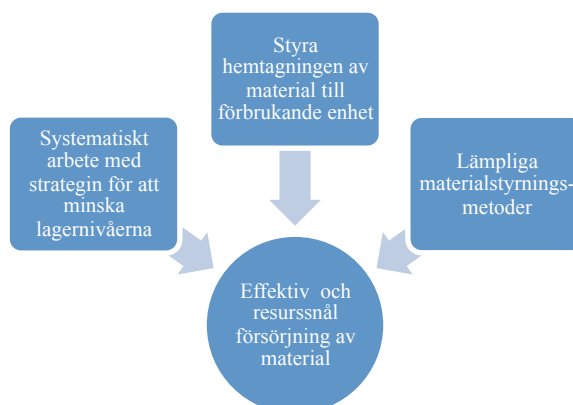 Styra
hemtagningen av
material till
förbrukande enhet
Systematiskt
arbete med
strategin för att
minska
lagernivåerna
Lämpliga
materialstyrnings-
metoder
Effektiv och
resurssnål
försörjning av
material